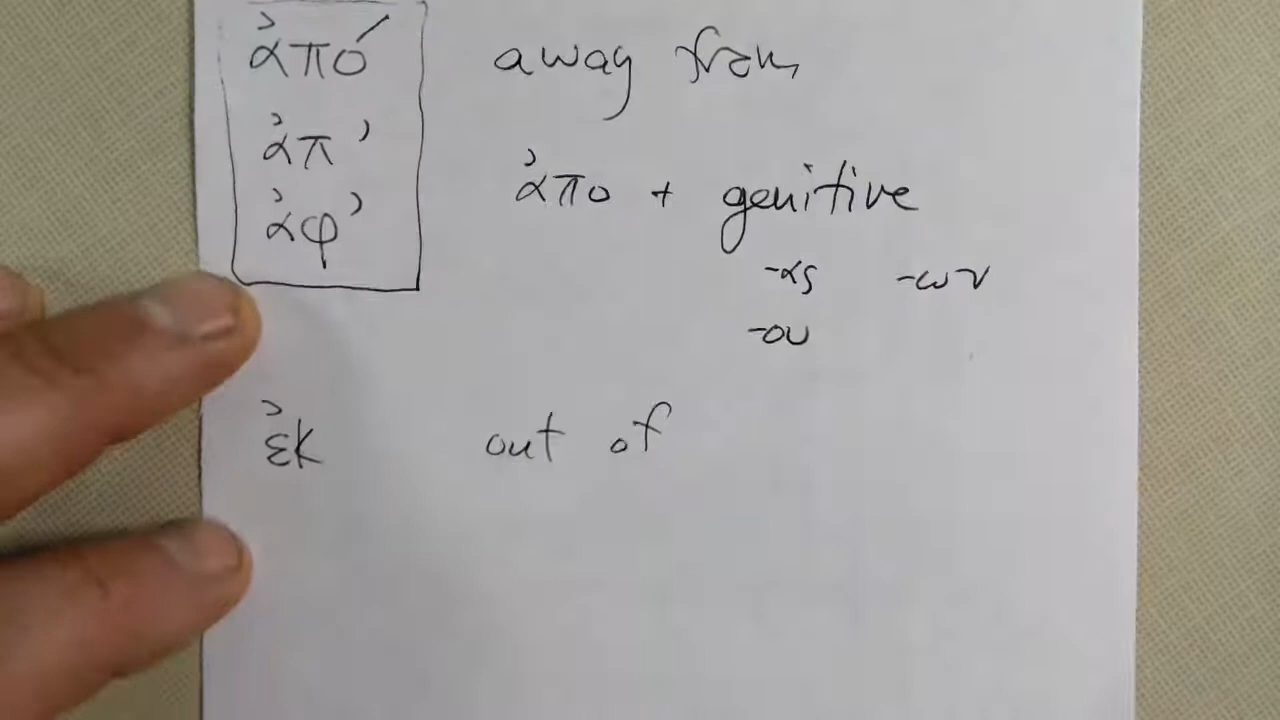 ἀπό away from
ἀπ’
ἀπο + genitive
ἀφ’
-ας -ων
-ου
ἐκ out of